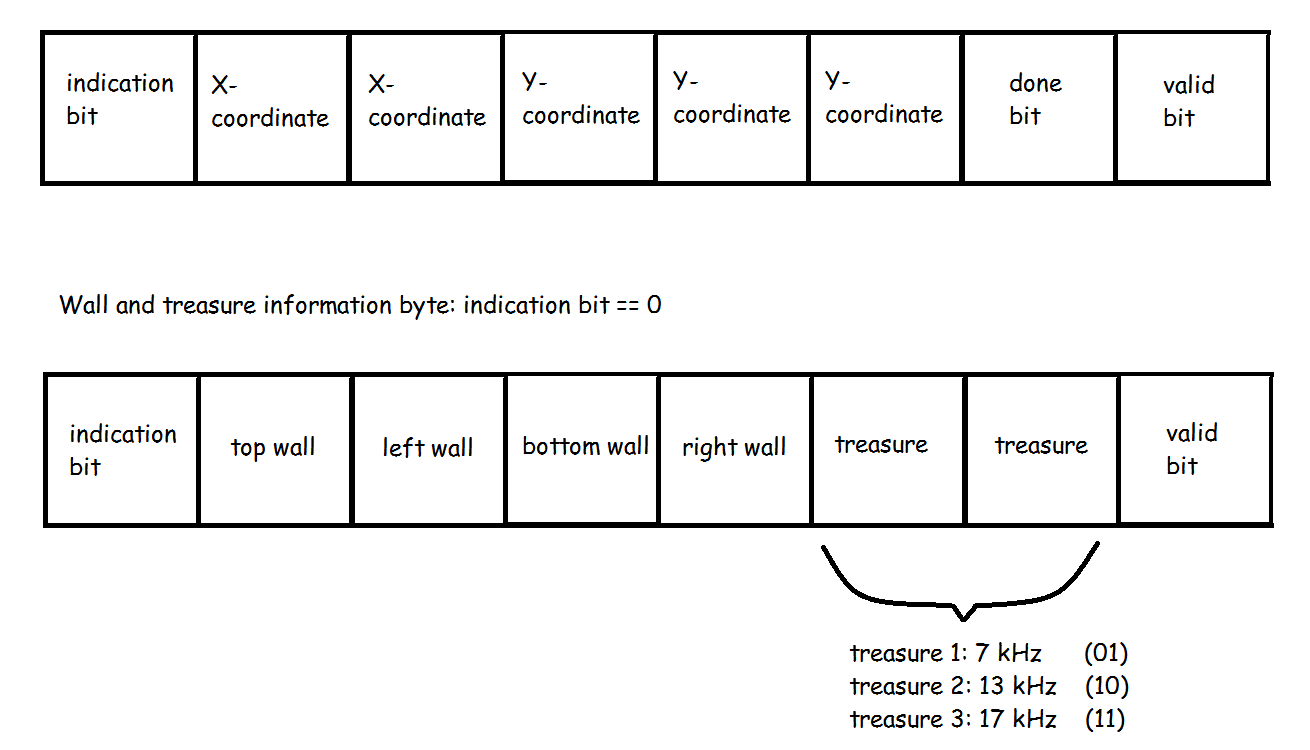 indication bit
X-coordinate
X-coordinate
Y-coordinate
Y-coordinate
Y-coordinate
done bit
valid bit
Wall and treasure information byte: indication bit == 0
indication bit
top wall
left wall
bottom wall
right wall
treasure
treasure
valid bit
treasure 1: 7 kHz (01)
treasure 2: 13 kHz (10)
treasure 3: 17 kHz (11)